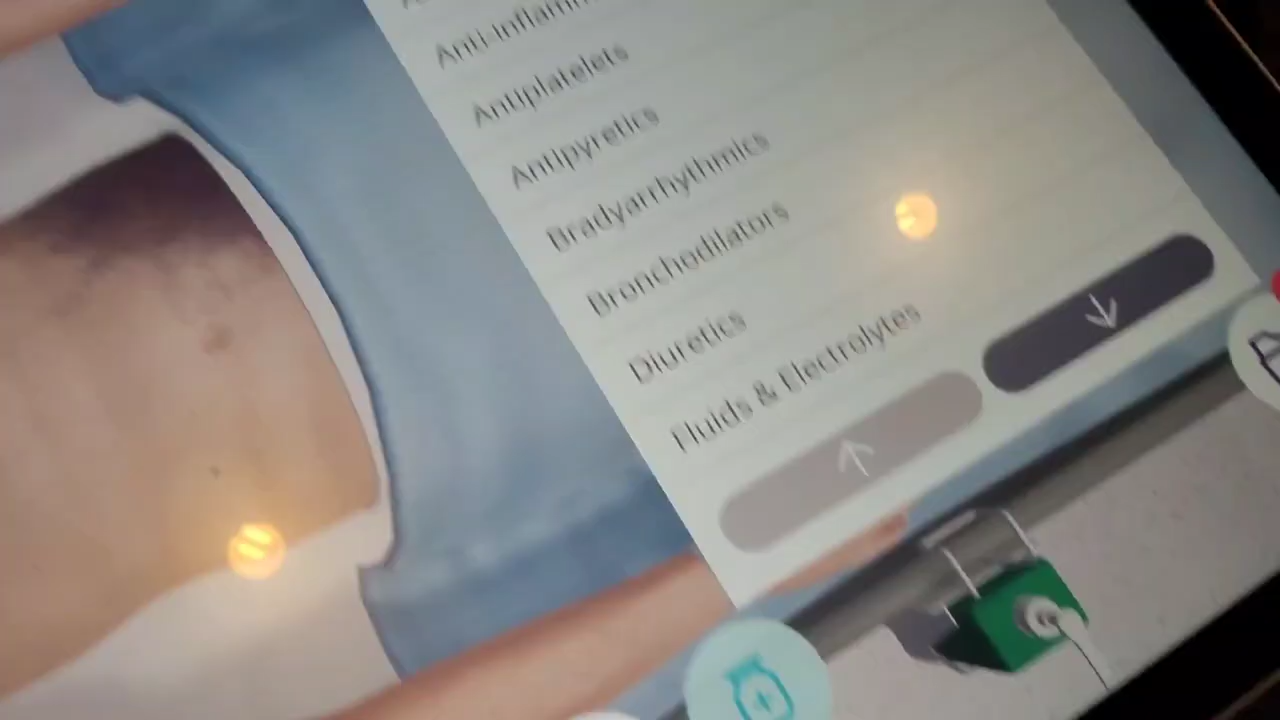 Antiplatelets
Antipyretics
Bradyarrhythmics
Bronchodilators
Diuretics
Fluids & Electrolytes